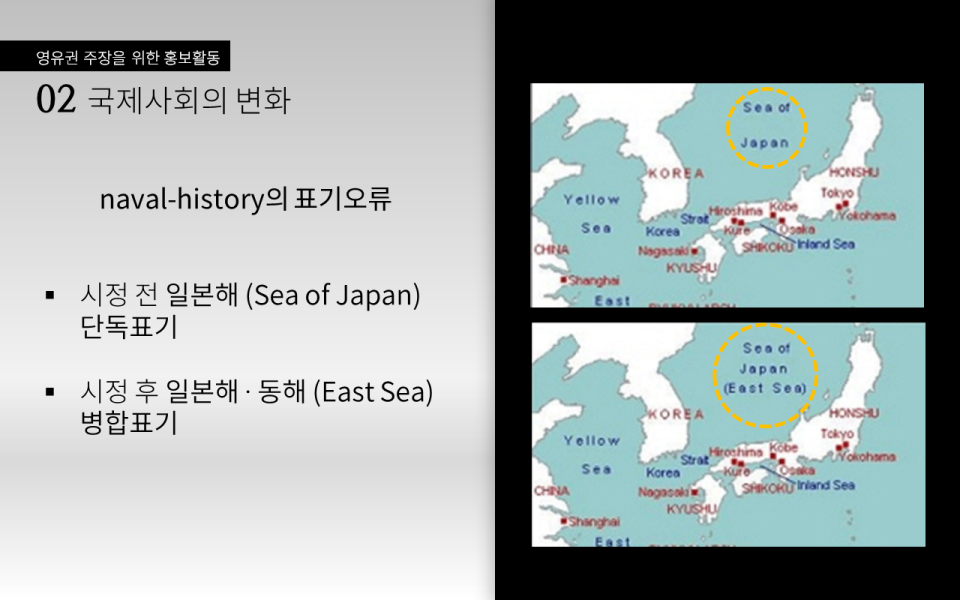 영유권 주장을 위한 홍보활동
02 국제사회의 변화
naval-history의 표기오류
▪ 시정 전 일본해 (Sea of Japan)
단독표기
▪ 시정 후 일본해 · 동해 (East Sea)
병합표기
Sea of
Japan
KOREA
HONSHU
Tokyo
Yellow
Sea
Strait
Hiroshima
Kobe
Yokohama
Korea
Kure
Osaka
CHINA
Nagasaki
SHIKOKU
Inland Sea
KYUSHU
Shanghai
East
Sea of
Japan
(East Sea)
KOREA
HONSHU
Tokyo
Yellow
Sea
Strait
Hiroshima
Kobe
Yokohama
Korea
Kure
Osaka
CHINA
Nagasaki
SHIKOKU
Inland Sea
KYUSHU
Shanghai
East